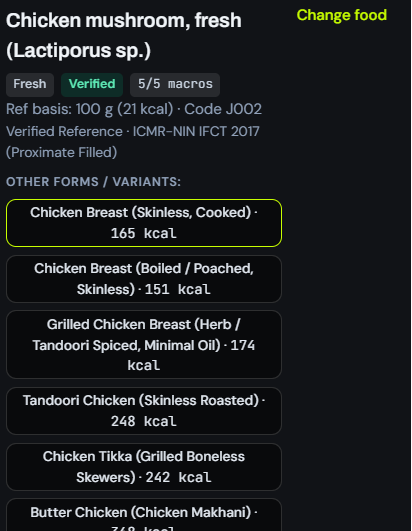 Chicken mushroom, fresh
(Lactiporus sp.)
Change food
Fresh Verified 5/5 macros
Ref basis: 100 g (21 kcal) · Code J002
Verified Reference · ICMR-NIN IFCT 2017
(Proximate Filled)
OTHER FORMS / VARIANTS:
Chicken Breast (Skinless, Cooked) ·
165 kcal
Chicken Breast (Boiled / Poached,
Skinless) · 151 kcal
Grilled Chicken Breast (Herb /
Tandoori Spiced, Minimal Oil) · 174
kcal
Tandoori Chicken (Skinless Roasted) ·
248 kcal
Chicken Tikka (Grilled Boneless
Skewers) · 242 kcal
Butter Chicken (Chicken Makhani) ·